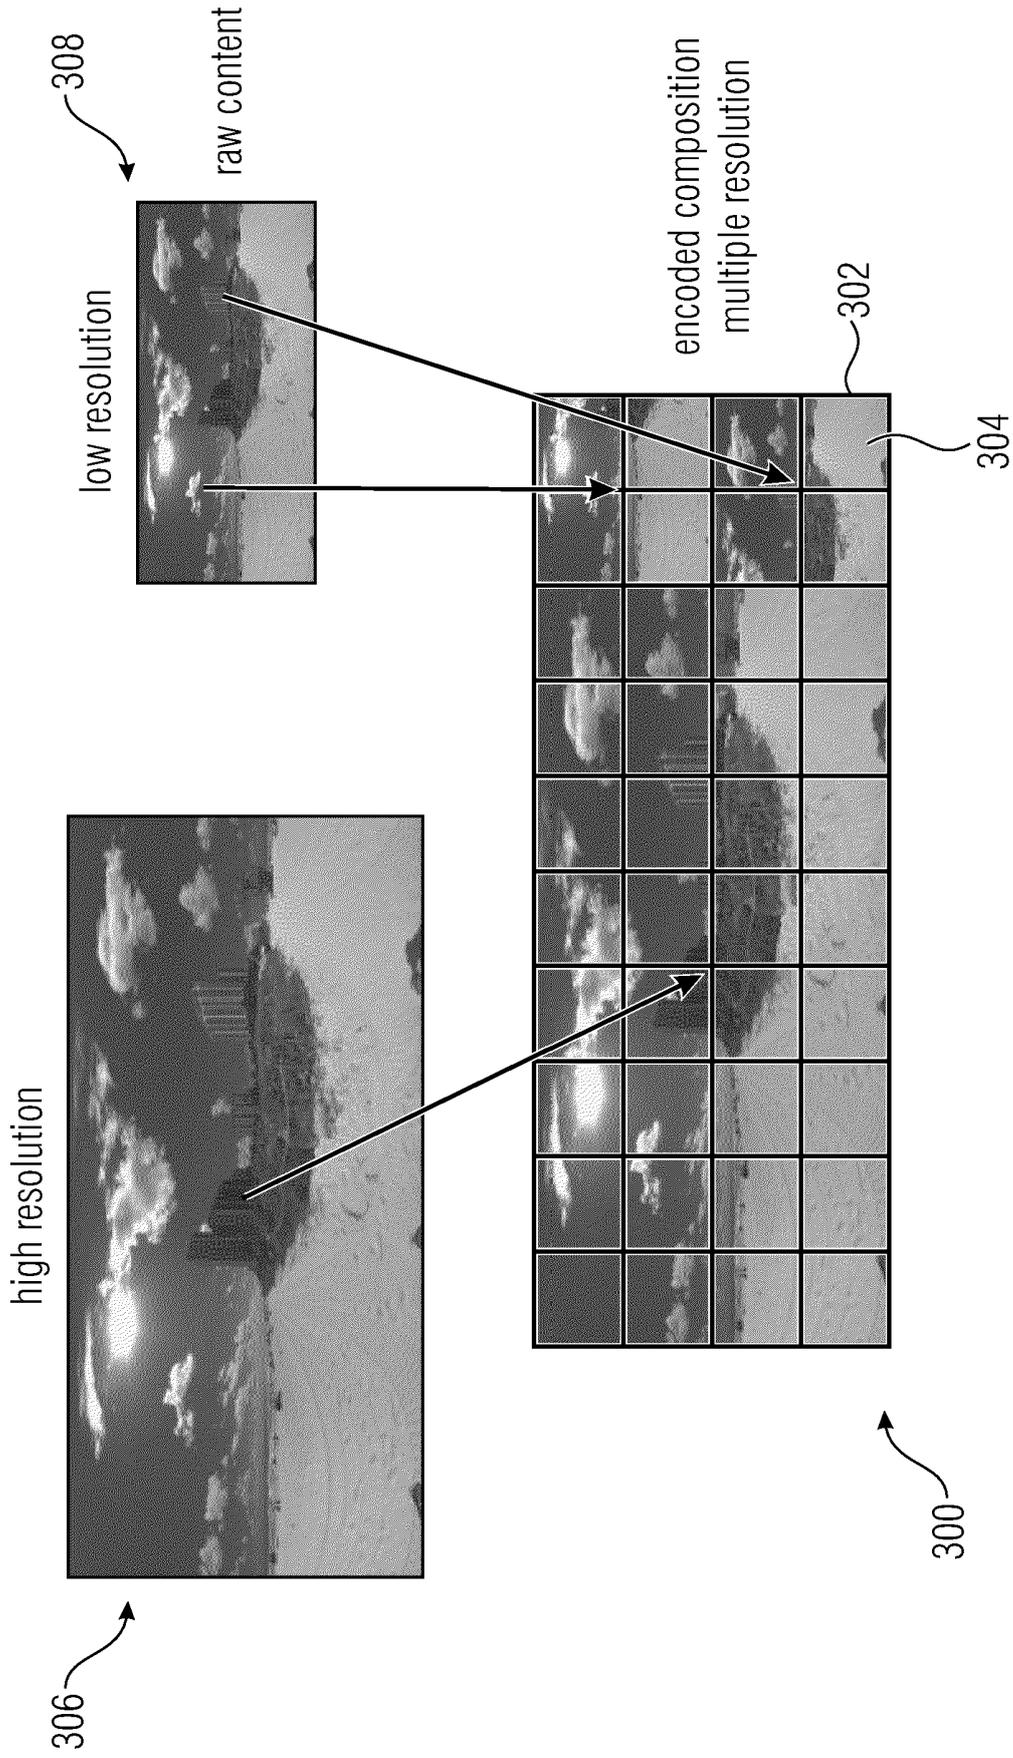 306
high resolution
low resolution
308
raw content
300
encoded composition
multiple resolution
302
304